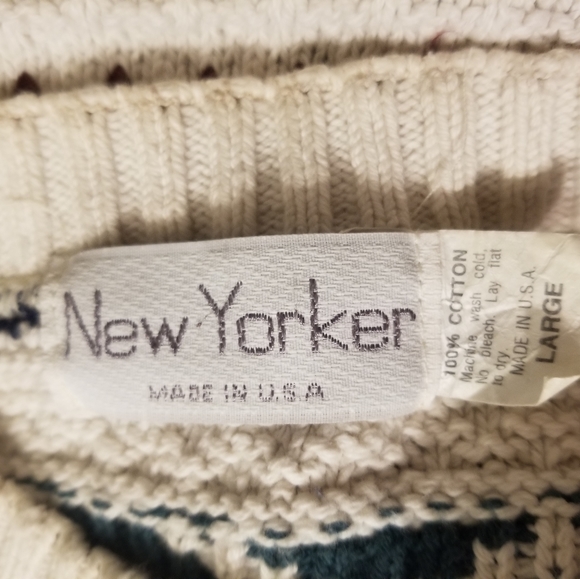 New Yorker
MADE IN U.S.A
100% COTTON
Machine wash cold.
No bleach. Lay flat
to dry.
MADE IN U.S.A.
LARGE